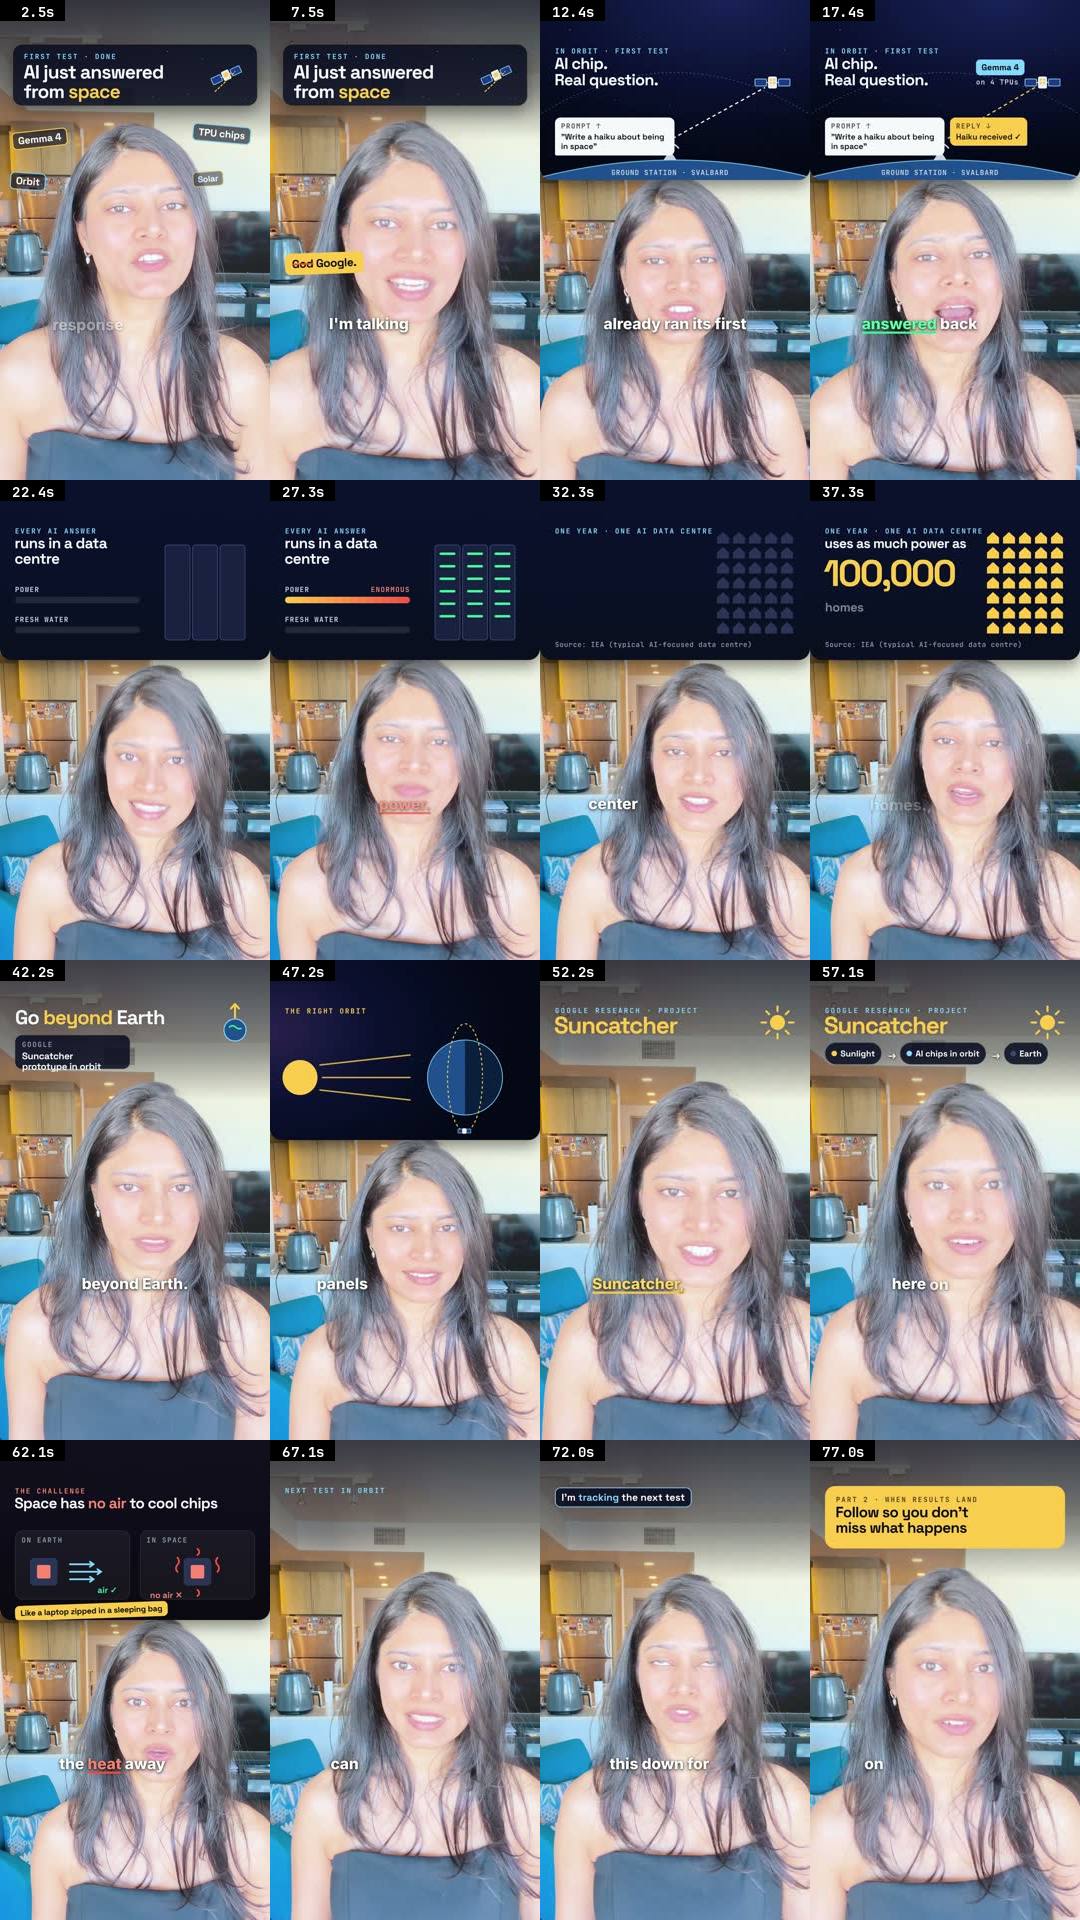 2.5s
FIRST TEST · DONE
AI just answered
from space
Gemma 4
TPU chips
Orbit
Solar
response
7.5s
FIRST TEST · DONE
AI just answered
from space
God Google.
I'm talking
12.4s
IN ORBIT · FIRST TEST
AI chip.
Real question.
PROMPT ↑
"Write a haiku about being
in space"
GROUND STATION · SVALBARD
already ran its first
17.4s
IN ORBIT · FIRST TEST
AI chip.
Real question.
Gemma 4
on 4 TPUs
PROMPT ↑
"Write a haiku about being
in space"
REPLY ↓
Haiku received ✓
GROUND STATION · SVALBARD
answered back
22.4s
EVERY AI ANSWER
runs in a data
centre
POWER
FRESH WATER
27.3s
EVERY AI ANSWER
runs in a data
centre
POWER ENORMOUS
FRESH WATER
power.
32.3s
ONE YEAR · ONE AI DATA CENTRE
Source: IEA (typical AI-focused data centre)
center
37.3s
ONE YEAR · ONE AI DATA CENTRE
uses as much power as
100,000
homes
Source: IEA (typical AI-focused data centre)
homes.
42.2s
Go beyond Earth
GOOGLE
Suncatcher
prototype in orbit
beyond Earth.
47.2s
THE RIGHT ORBIT
panels
52.2s
GOOGLE RESEARCH · PROJECT
Suncatcher
Suncatcher,
57.1s
GOOGLE RESEARCH · PROJECT
Suncatcher
Sunlight → AI chips in orbit → Earth
here on
62.1s
THE CHALLENGE
Space has no air to cool chips
ON EARTH
air ✓
IN SPACE
no air ✕
Like a laptop zipped in a sleeping bag
the heat away
67.1s
NEXT TEST IN ORBIT
can
72.0s
I'm tracking the next test
this down for
77.0s
PART 2 · WHEN RESULTS LAND
Follow so you don't
miss what happens
on